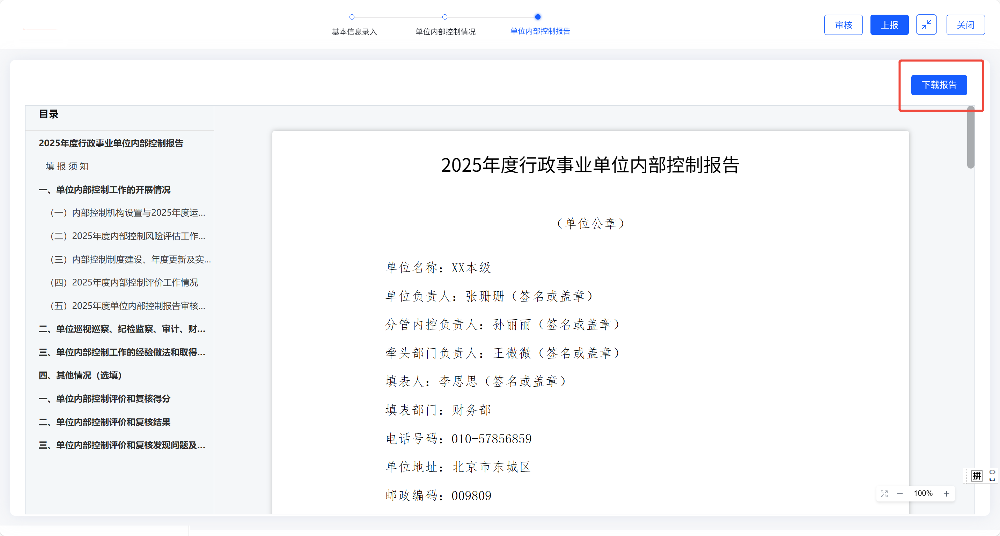 基本信息录入
单位内部控制情况
单位内部控制报告
审核
上报
关闭
下载报告
目录
2025年度行政事业单位内部控制报告
填 报 须 知
一、单位内部控制工作的开展情况
（一）内部控制机构设置与2025年度运...
（二）2025年度内部控制风险评估工作...
（三）内部控制制度建设、年度更新及实...
（四）2025年度内部控制评价工作情况
（五）2025年度单位内部控制报告审核...
二、单位巡视巡察、纪检监察、审计、财...
三、单位内部控制工作的经验做法和取得...
四、其他情况（选填）
一、单位内部控制评价和复核得分
二、单位内部控制评价和复核结果
三、单位内部控制评价和复核发现问题及...
2025年度行政事业单位内部控制报告
（单位公章）
单位名称：XX本级
单位负责人：张珊珊（签名或盖章）
分管内控负责人：孙丽丽（签名或盖章）
牵头部门负责人：王微微（签名或盖章）
填表人：李思思（签名或盖章）
填表部门：财务部
电话号码：010-57856859
单位地址：北京市东城区
邮政编码：009809
拼
100%